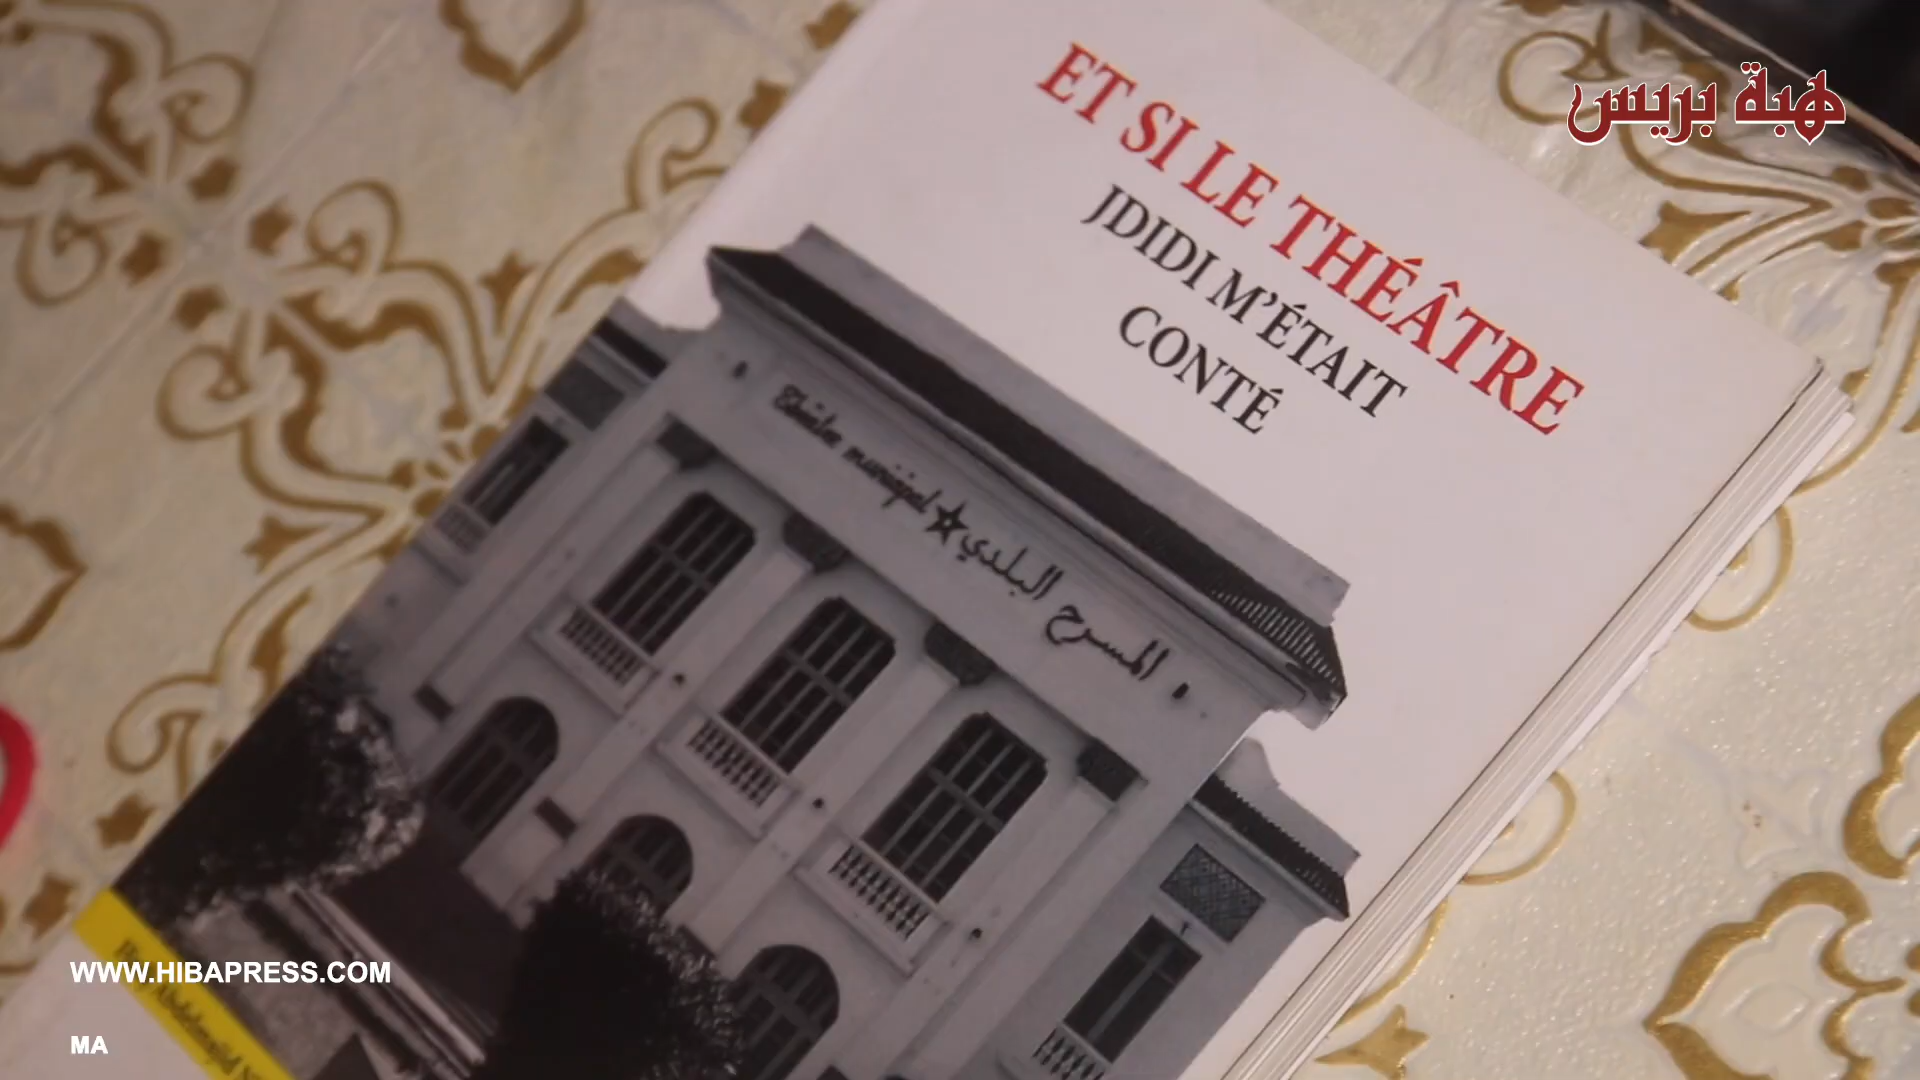 هبة بريس
ET SI LE THÉÂTRE
JDIDI M'ÉTAIT
CONTÉ
Théâtre municipal ★ المسرح البلدي
WWW.HIBAPRESS.COM
MA